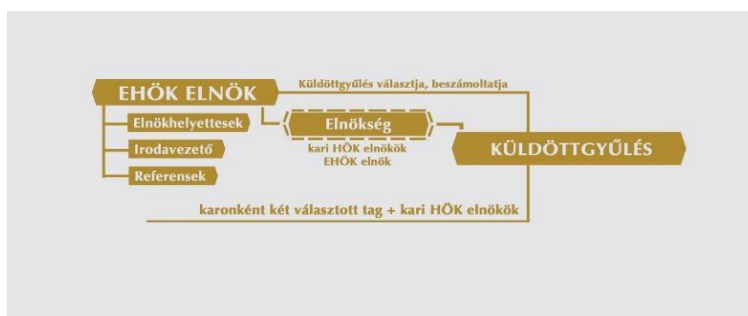 EHÖK ELNÖK
Küldöttgyűlés választja, beszámoltatja
Elnökhelyettesek
Irodavezető
Referensek
Elnökség
kari HÖK elnökök
EHÖK elnök
KÜLDÖTTGYŰLÉS
karonként két választott tag + kari HÖK elnökök